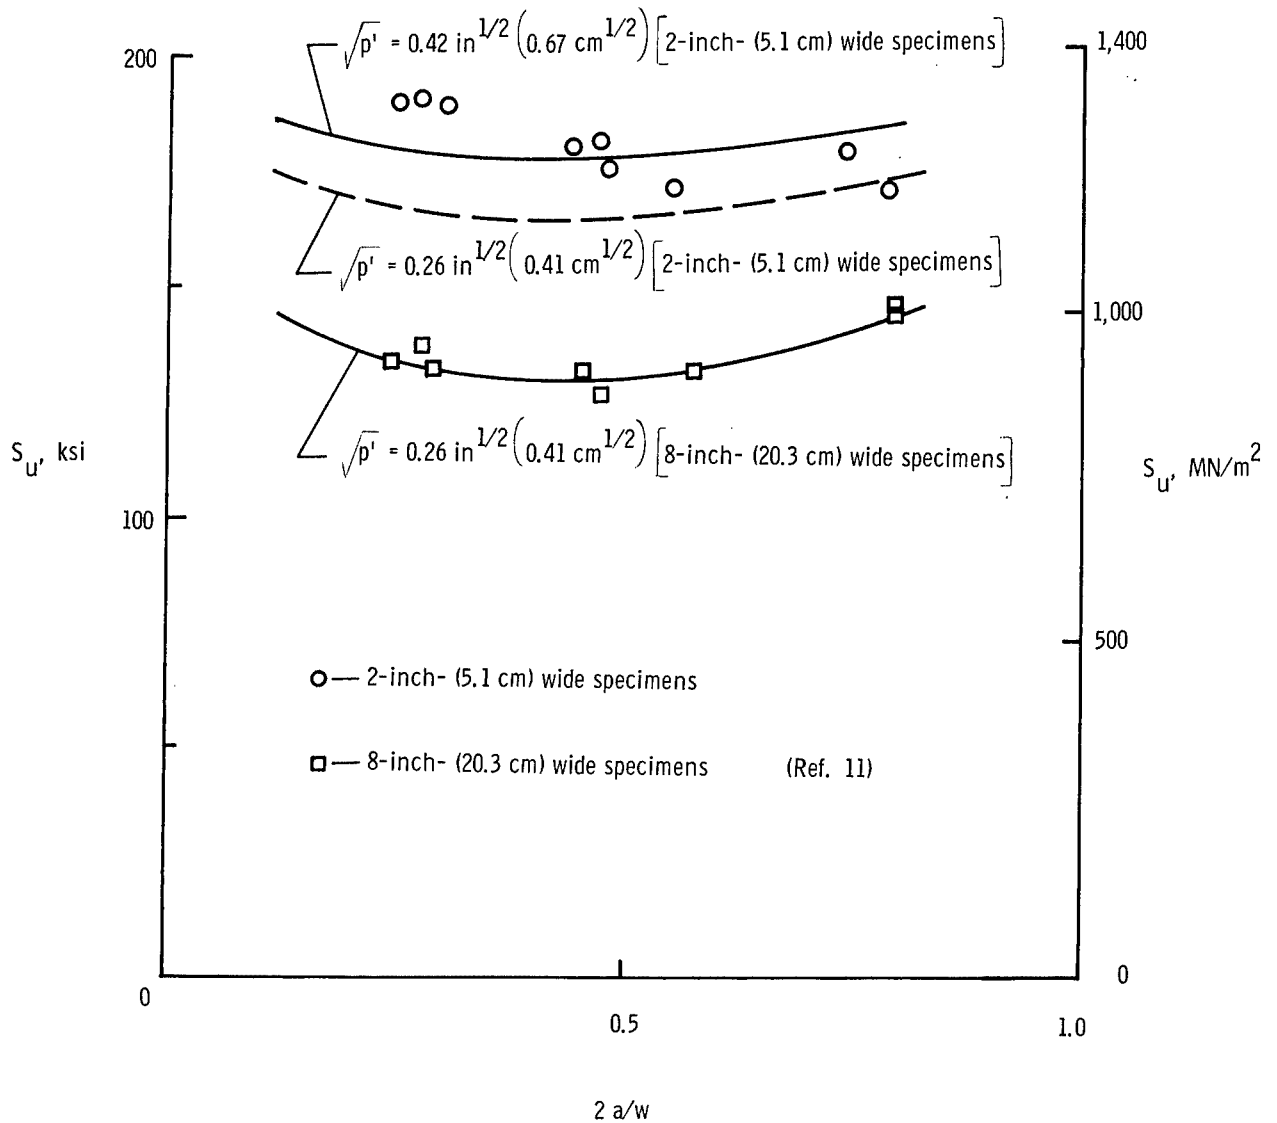 √p' = 0.42 in^1/2 (0.67 cm^1/2) [2-inch- (5.1 cm) wide specimens]
200
1,400
√p' = 0.26 in^1/2 (0.41 cm^1/2) [2-inch- (5.1 cm) wide specimens]
1,000
√p' = 0.26 in^1/2 (0.41 cm^1/2) [8-inch- (20.3 cm) wide specimens]
S_u, ksi
S_u, MN/m^2
100
500
2-inch- (5.1 cm) wide specimens
8-inch- (20.3 cm) wide specimens (Ref. 11)
0
0
0.5
1.0
2 a/w